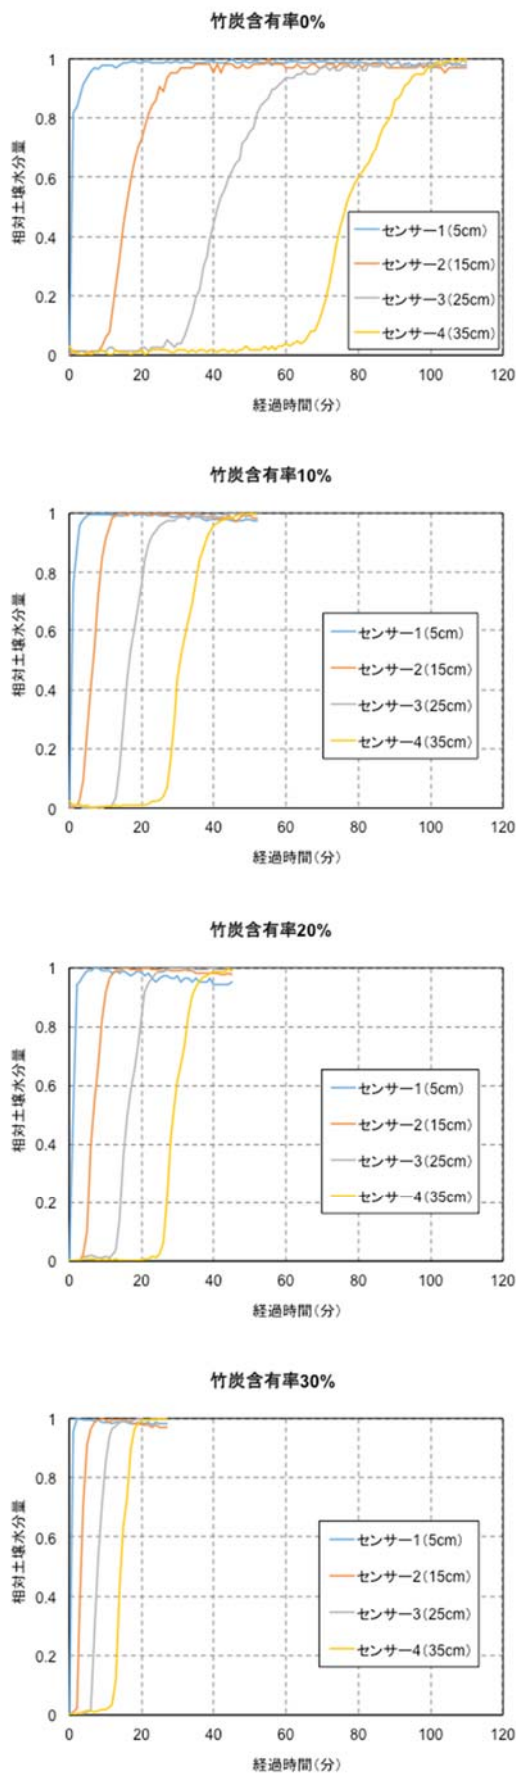 竹炭含有率0%
相対土壌水分量
1
0.8
0.6
0.4
0.2
0
センサー1(5cm)
センサー2(15cm)
センサー3(25cm)
センサー4(35cm)
0 20 40 60 80 100 120
経過時間(分)
竹炭含有率10%
相対土壌水分量
1
0.8
0.6
0.4
0.2
0
センサー1(5cm)
センサー2(15cm)
センサー3(25cm)
センサー4(35cm)
0 20 40 60 80 100 120
経過時間(分)
竹炭含有率20%
相対土壌水分量
1
0.8
0.6
0.4
0.2
0
センサー1(5cm)
センサー2(15cm)
センサー3(25cm)
センサー4(35cm)
0 20 40 60 80 100 120
経過時間(分)
竹炭含有率30%
相対土壌水分量
1
0.8
0.6
0.4
0.2
0
センサー1(5cm)
センサー2(15cm)
センサー3(25cm)
センサー4(35cm)
0 20 40 60 80 100 120
経過時間(分)